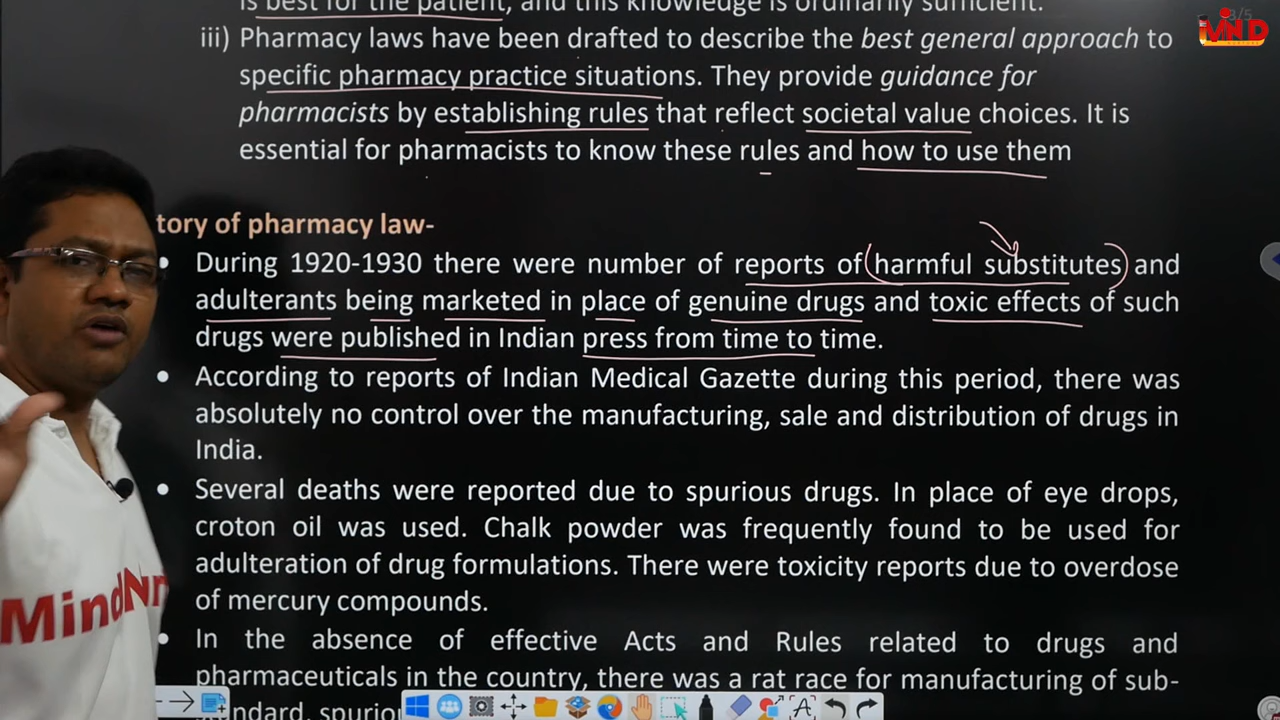 is best for the patient, and this knowledge is ordinarily sufficient.
3/5
MND
iii) Pharmacy laws have been drafted to describe the best general approach to
specific pharmacy practice situations. They provide guidance for
pharmacists by establishing rules that reflect societal value choices. It is
essential for pharmacists to know these rules and how to use them
tory of pharmacy law-
• During 1920-1930 there were number of reports of harmful substitutes and
adulterants being marketed in place of genuine drugs and toxic effects of such
drugs were published in Indian press from time to time.
• According to reports of Indian Medical Gazette during this period, there was
absolutely no control over the manufacturing, sale and distribution of drugs in
India.
• Several deaths were reported due to spurious drugs. In place of eye drops,
croton oil was used. Chalk powder was frequently found to be used for
adulteration of drug formulations. There were toxicity reports due to overdose
of mercury compounds.
• In the absence of effective Acts and Rules related to drugs and
pharmaceuticals in the country, there was a rat race for manufacturing of sub-
ndard, spuriou
MindNr